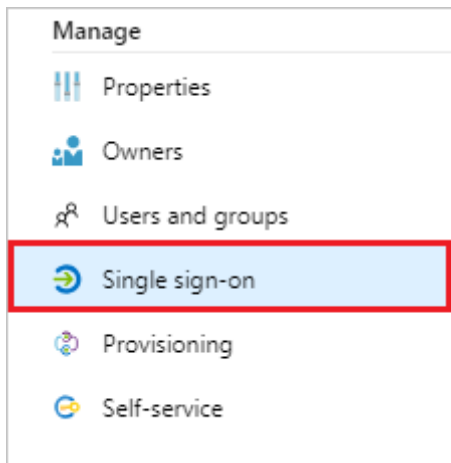 Manage
Properties
Owners
Users and groups
Single sign-on
Provisioning
Self-service